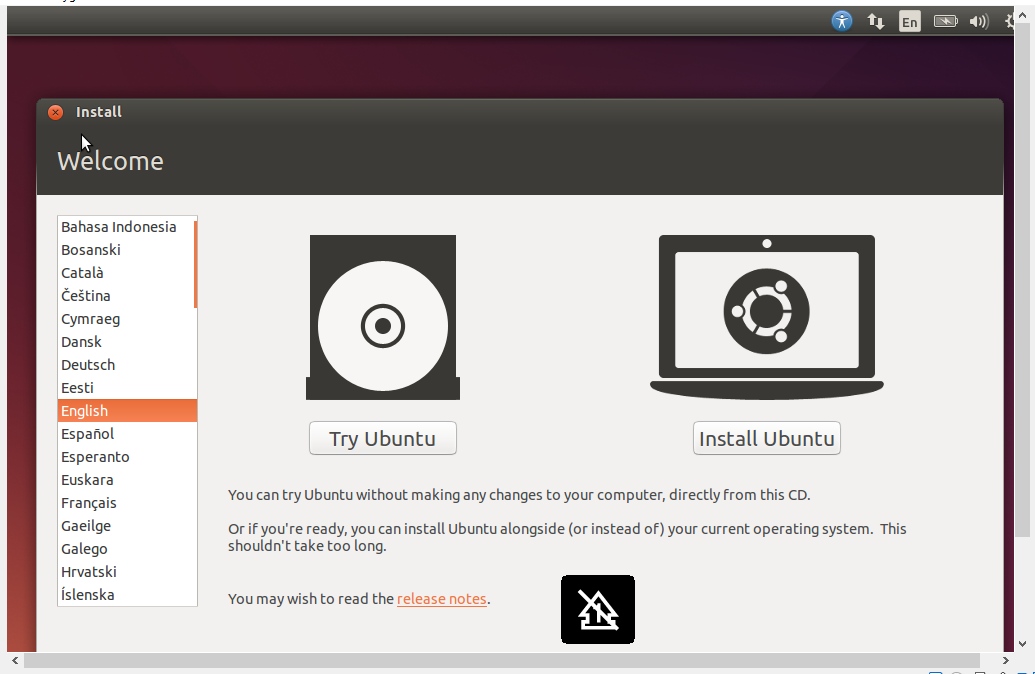 En
Install
Welcome
Bahasa Indonesia
Bosanski
Català
Čeština
Cymraeg
Dansk
Deutsch
Eesti
English
Español
Esperanto
Euskara
Français
Gaeilge
Galego
Hrvatski
Íslenska
Try Ubuntu
Install Ubuntu
You can try Ubuntu without making any changes to your computer, directly from this CD.
Or if you're ready, you can install Ubuntu alongside (or instead of) your current operating system. This
shouldn't take too long.
You may wish to read the release notes.